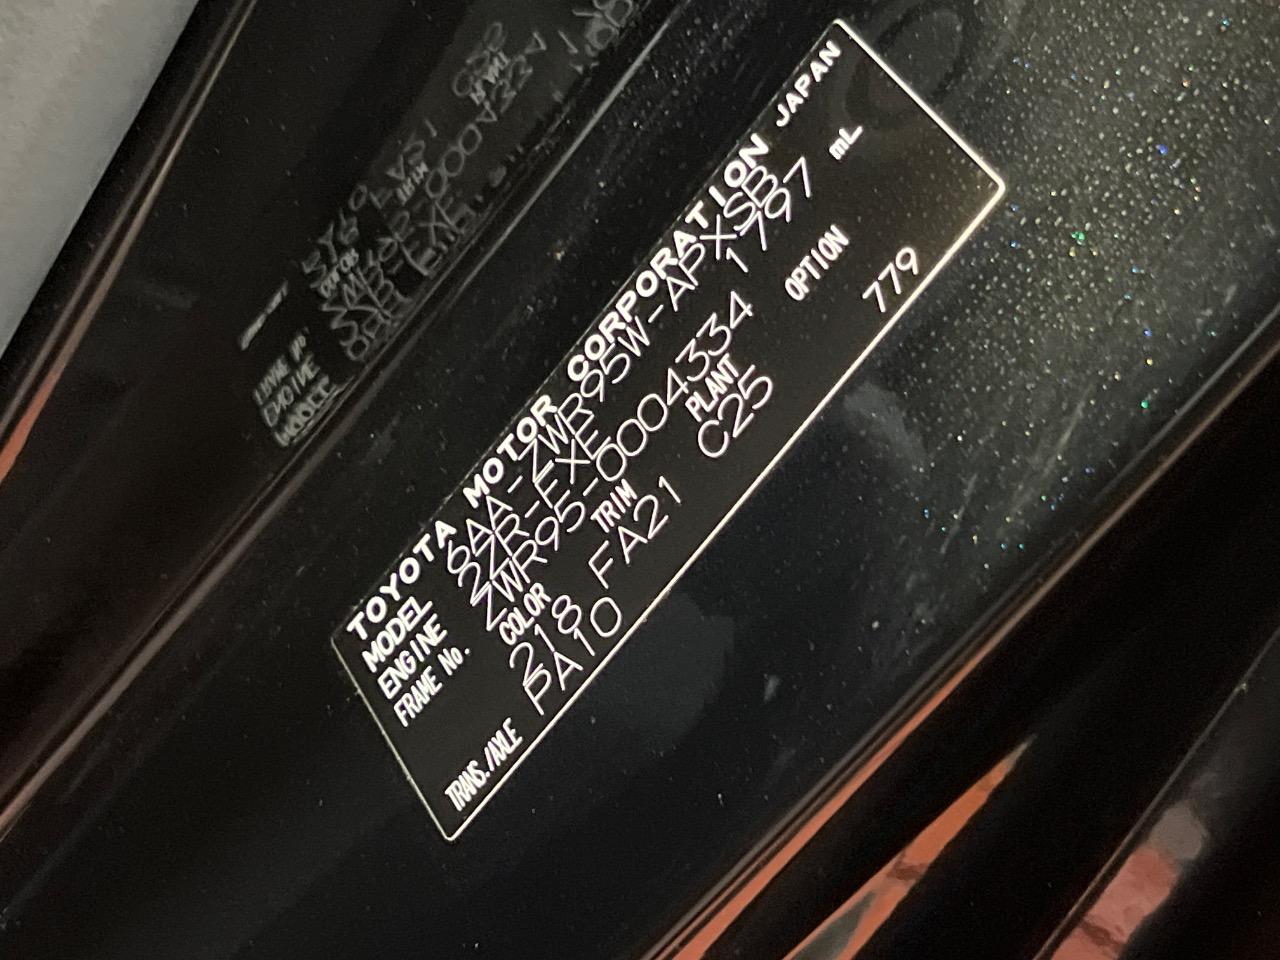 TOYOTA MOTOR CORPORATION JAPAN
MODEL 6AA-ZWR95W-APXSB
ENGINE 2ZR-FXE 1797 mL
FRAME No. ZWR95-0004334
COLOR TRIM PLANT OPTION
218 FA21 C25 779
TRANS./AXLE PA10